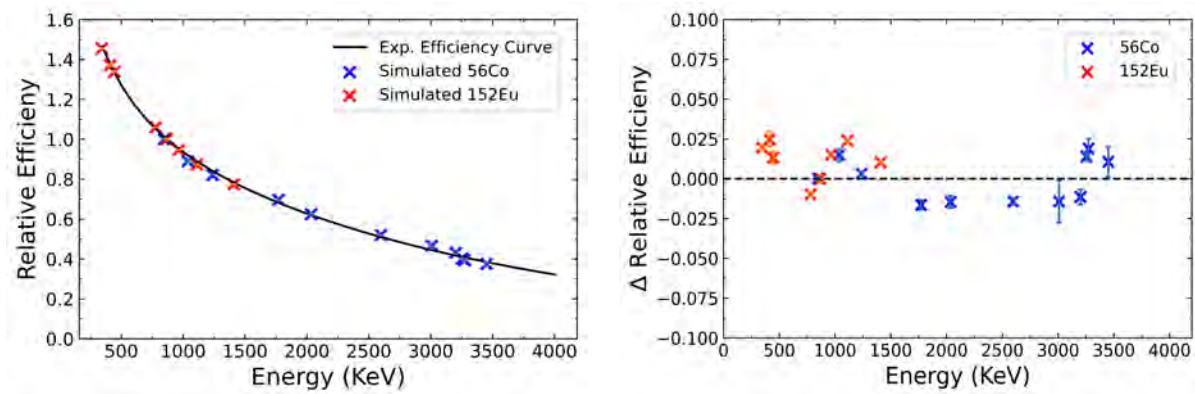 1.6
1.4
1.2
1.0
0.8
0.6
0.4
0.2
0.0
Relative Efficieny
500 1000 1500 2000 2500 3000 3500 4000
Energy (KeV)
Exp. Efficiency Curve
Simulated 56Co
Simulated 152Eu
0.100
0.075
0.050
0.025
0.000
−0.025
−0.050
−0.075
−0.100
Δ Relative Efficieny
0 500 1000 1500 2000 2500 3000 3500 4000
Energy (KeV)
56Co
152Eu